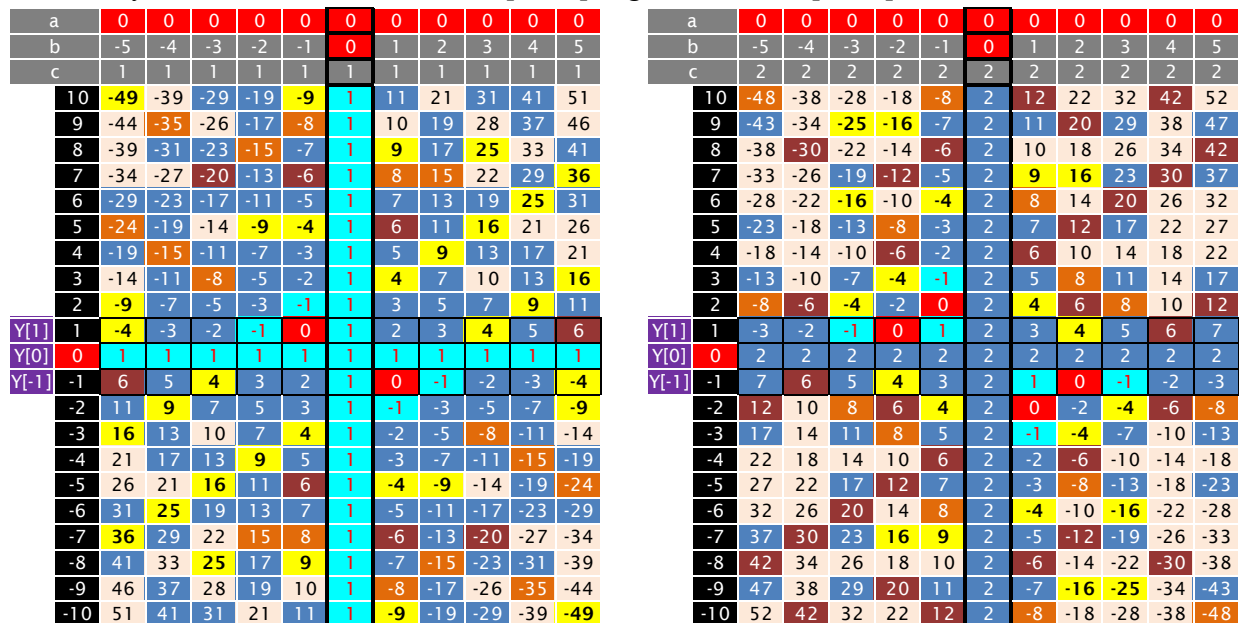 a 0 0 0 0 0 0 0 0 0 0 0 a 0 0 0 0 0 0 0 0 0 0 0
b -5 -4 -3 -2 -1 0 1 2 3 4 5 b -5 -4 -3 -2 -1 0 1 2 3 4 5
c 1 1 1 1 1 1 1 1 1 1 1 c 2 2 2 2 2 2 2 2 2 2 2
10 -49 -39 -29 -19 -9 1 11 21 31 41 51 10 -48 -38 -28 -18 -8 2 12 22 32 42 52
9 -44 -35 -26 -17 -8 1 10 19 28 37 46 9 -43 -34 -25 -16 -7 2 11 20 29 38 47
8 -39 -31 -23 -15 -7 1 9 17 25 33 41 8 -38 -30 -22 -14 -6 2 10 18 26 34 42
7 -34 -27 -20 -13 -6 1 8 15 22 29 36 7 -33 -26 -19 -12 -5 2 9 16 23 30 37
6 -29 -23 -17 -11 -5 1 7 13 19 25 31 6 -28 -22 -16 -10 -4 2 8 14 20 26 32
5 -24 -19 -14 -9 -4 1 6 11 16 21 26 5 -23 -18 -13 -8 -3 2 7 12 17 22 27
4 -19 -15 -11 -7 -3 1 5 9 13 17 21 4 -18 -14 -10 -6 -2 2 6 10 14 18 22
3 -14 -11 -8 -5 -2 1 4 7 10 13 16 3 -13 -10 -7 -4 -1 2 5 8 11 14 17
2 -9 -7 -5 -3 -1 1 3 5 7 9 11 2 -8 -6 -4 -2 0 2 4 6 8 10 12
Y[1] 1 -4 -3 -2 -1 0 1 2 3 4 5 6 Y[1] 1 -3 -2 -1 0 1 2 3 4 5 6 7
Y[0] 0 1 1 1 1 1 1 1 1 1 1 1 Y[0] 0 2 2 2 2 2 2 2 2 2 2 2
Y[-1] -1 6 5 4 3 2 1 0 -1 -2 -3 -4 Y[-1] -1 7 6 5 4 3 2 1 0 -1 -2 -3
-2 11 9 7 5 3 1 -1 -3 -5 -7 -9 -2 12 10 8 6 4 2 0 -2 -4 -6 -8
-3 16 13 10 7 4 1 -2 -5 -8 -11 -14 -3 17 14 11 8 5 2 -1 -4 -7 -10 -13
-4 21 17 13 9 5 1 -3 -7 -11 -15 -19 -4 22 18 14 10 6 2 -2 -6 -10 -14 -18
-5 26 21 16 11 6 1 -4 -9 -14 -19 -24 -5 27 22 17 12 7 2 -3 -8 -13 -18 -23
-6 31 25 19 13 7 1 -5 -11 -17 -23 -29 -6 32 26 20 14 8 2 -4 -10 -16 -22 -28
-7 36 29 22 15 8 1 -6 -13 -20 -27 -34 -7 37 30 23 16 9 2 -5 -12 -19 -26 -33
-8 41 33 25 17 9 1 -7 -15 -23 -31 -39 -8 42 34 26 18 10 2 -6 -14 -22 -30 -38
-9 46 37 28 19 10 1 -8 -17 -26 -35 -44 -9 47 38 29 20 11 2 -7 -16 -25 -34 -43
-10 51 41 31 21 11 1 -9 -19 -29 -39 -49 -10 52 42 32 22 12 2 -8 -18 -28 -38 -48